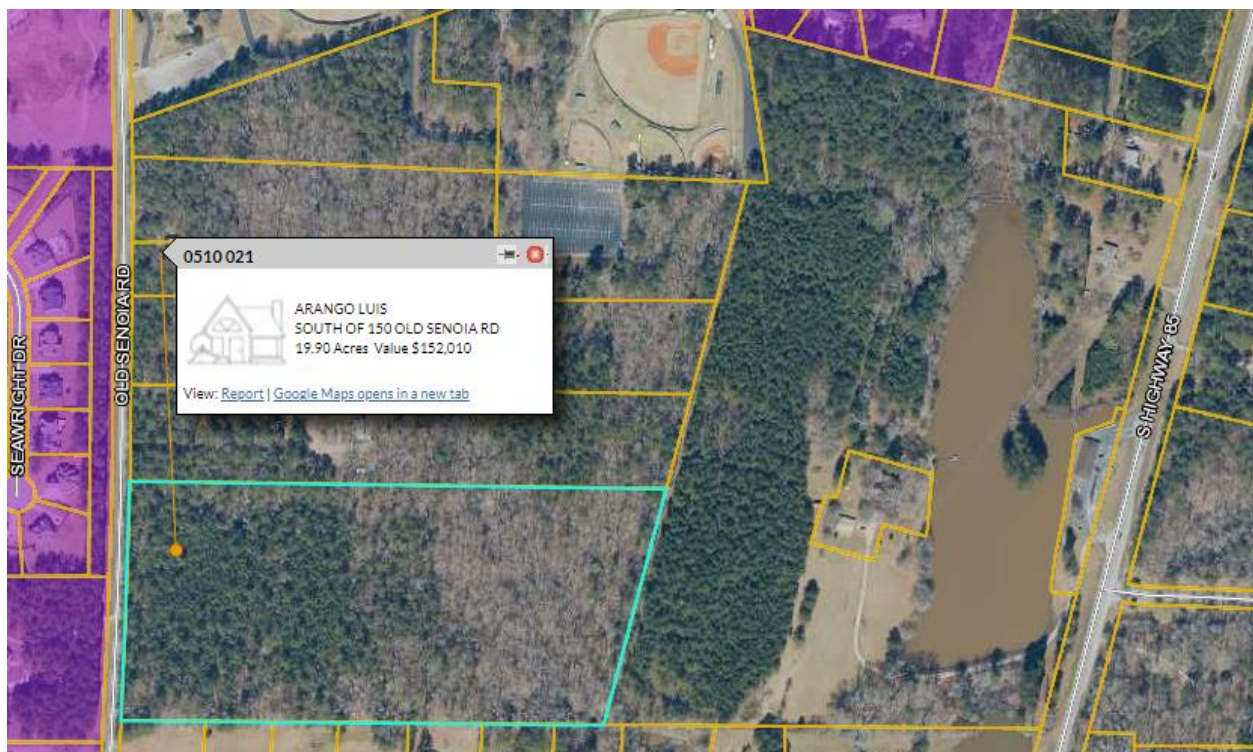 0510 021
ARANGO LUIS
SOUTH OF 150 OLD SENOIA RD
19.90 Acres Value $152,010
View: Report | Google Maps opens in a new tab
SEAWRIGHT DR
OLD SENOIA RD
S HIGHWAY 85